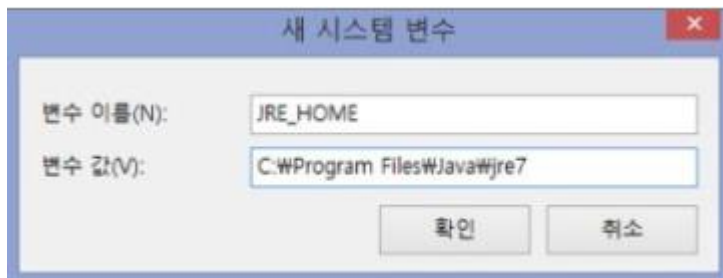 새 시스템 변수
변수 이름(N): JRE_HOME
변수 값(V): C:₩Program Files₩Java₩jre7
확인 취소